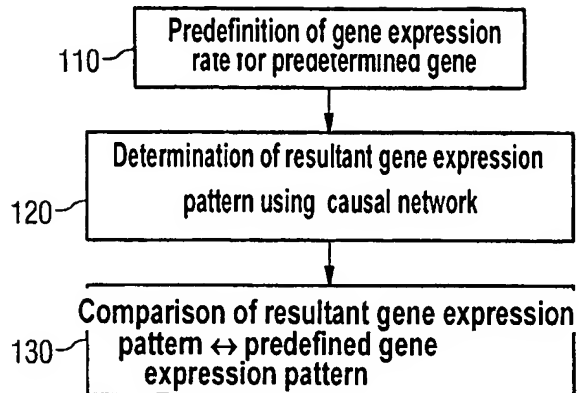 Predefinition of gene expression
rate for predetermined gene
110
Determination of resultant gene expression
pattern using causal network
120
Comparison of resultant gene expression
pattern ↔ predefined gene
expression pattern
130